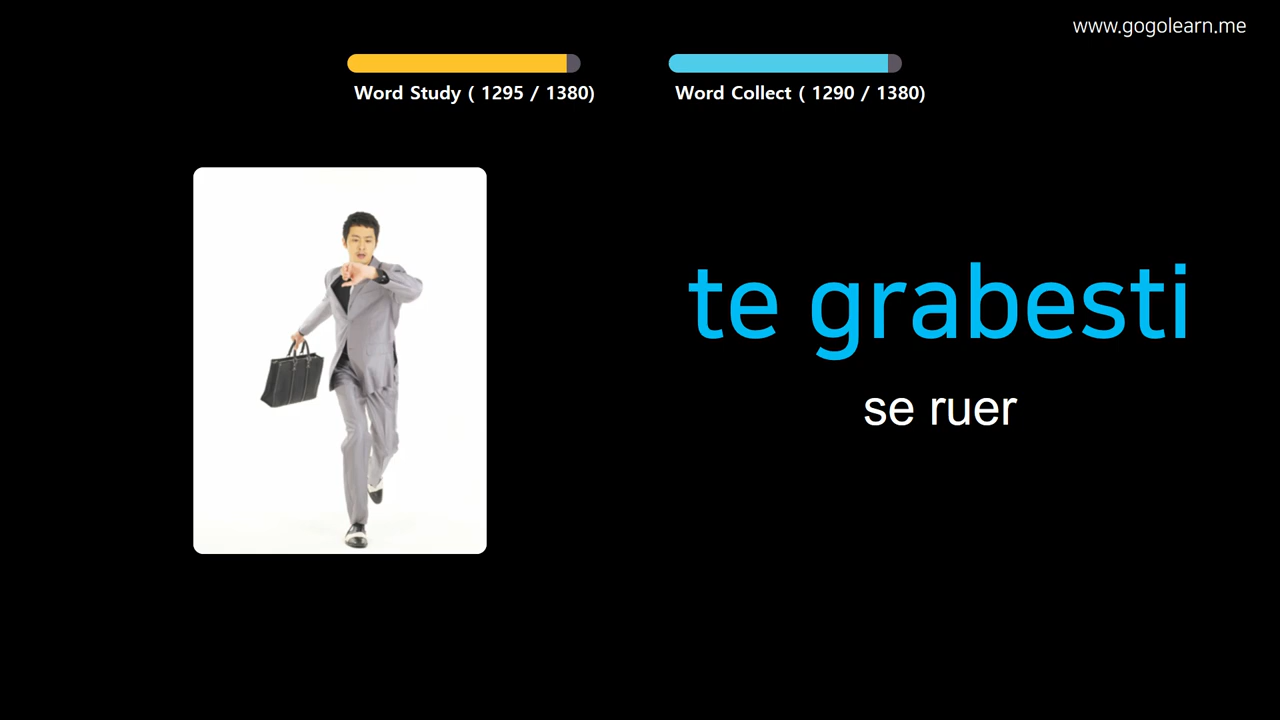 www.gogolearn.me
Word Study ( 1295 / 1380)
Word Collect ( 1290 / 1380)
te grabesti
se ruer